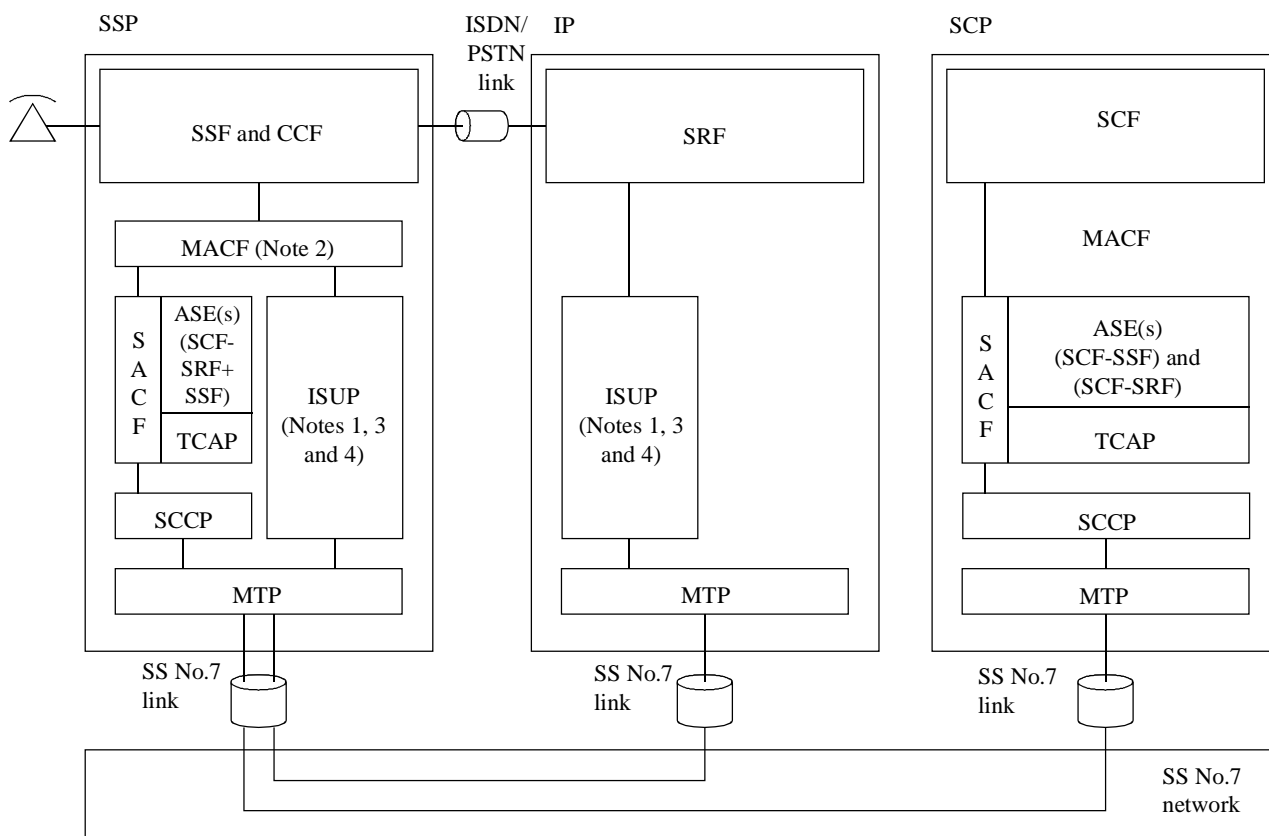 SSP
ISDN/
PSTN
link
IP
SCP
SSF and CCF
SRF
SCF
MACF (Note 2)
MACF
S
A
C
F
ASE(s)
(SCF-
SRF+
SSF)
TCAP
ISUP
(Notes 1, 3
and 4)
ISUP
(Notes 1, 3
and 4)
S
A
C
F
ASE(s)
(SCF-SSF) and
(SCF-SRF)
TCAP
SCCP
SCCP
MTP
MTP
MTP
SS No.7
link
SS No.7
link
SS No.7
link
SS No.7
network